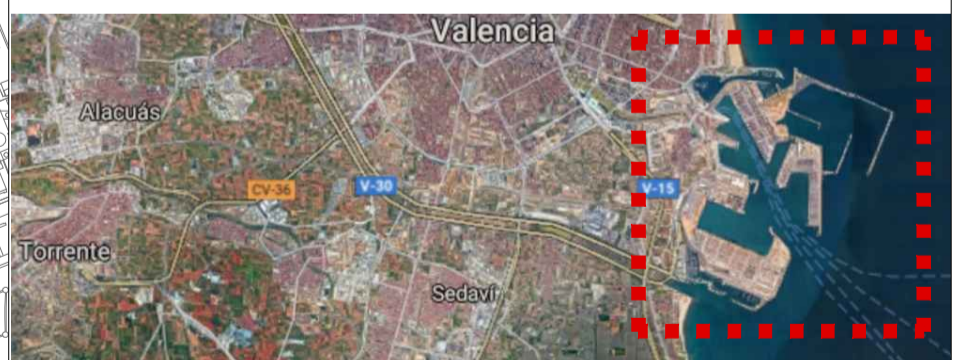 Valencia
Alacuás
CV-36
V-30
V-15
Torrente
Sedaví